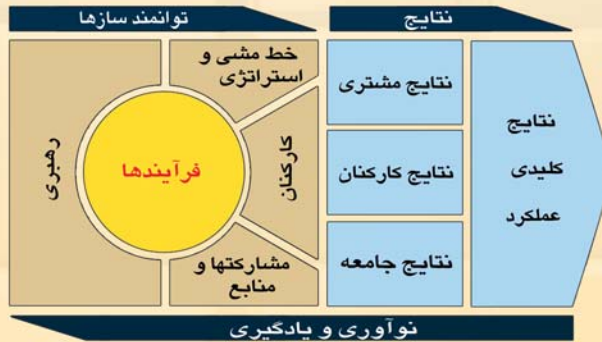 توانمند سازها
نتایج
رهبری
خط مشی و
استراتژی
کارکنان
مشارکتها و
منابع
فرآیندها
نتایج مشتری
نتایج کارکنان
نتایج جامعه
نتایج
کلیدی
عملکرد
نوآوری و یادگیری